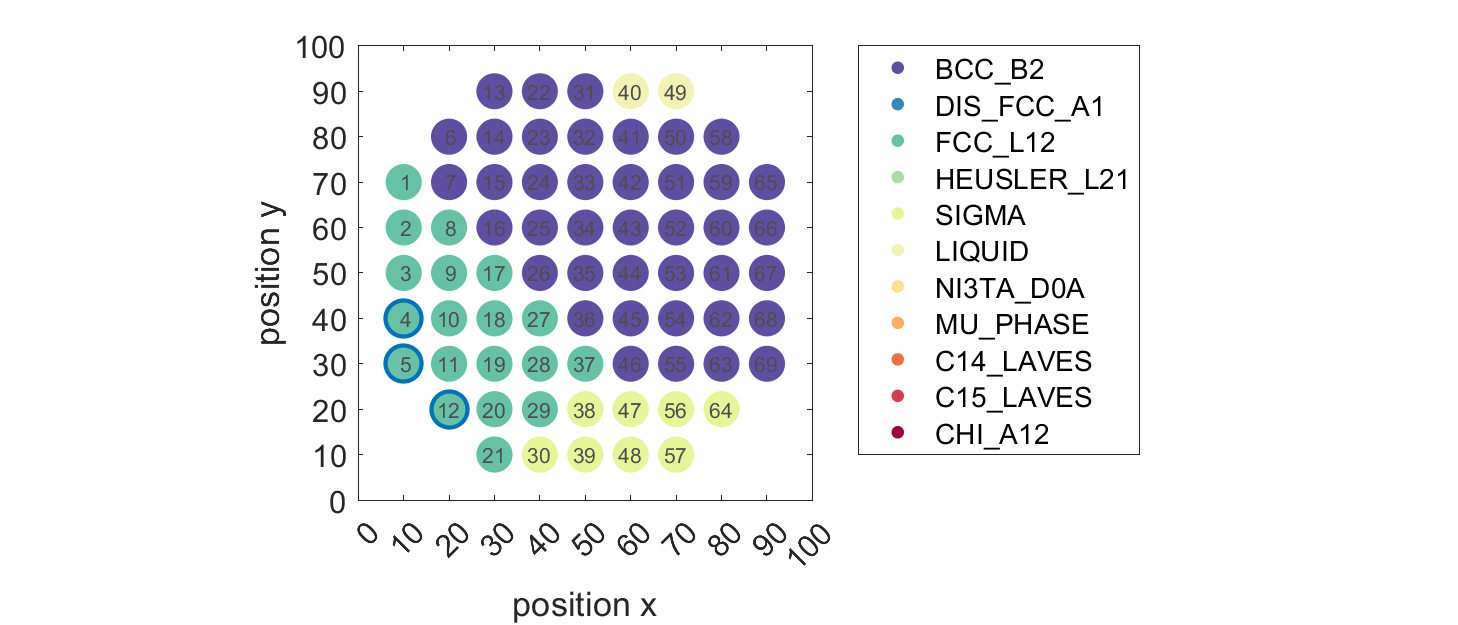 100
90
80
70
60
50
40
30
20
10
0
position y
13 22 31 40 49
6 14 23 32 41 50 58
1 7 15 24 33 42 51 59 65
2 8 16 25 34 43 52 60 66
3 9 17 26 35 44 53 61 67
4 10 18 27 36 45 54 62 68
5 11 19 28 37 46 55 63 69
12 20 29 38 47 56 64
21 30 39 48 57
0 10 20 30 40 50 60 70 80 90 100
position x
BCC_B2
DIS_FCC_A1
FCC_L12
HEUSLER_L21
SIGMA
LIQUID
NI3TA_D0A
MU_PHASE
C14_LAVES
C15_LAVES
CHI_A12